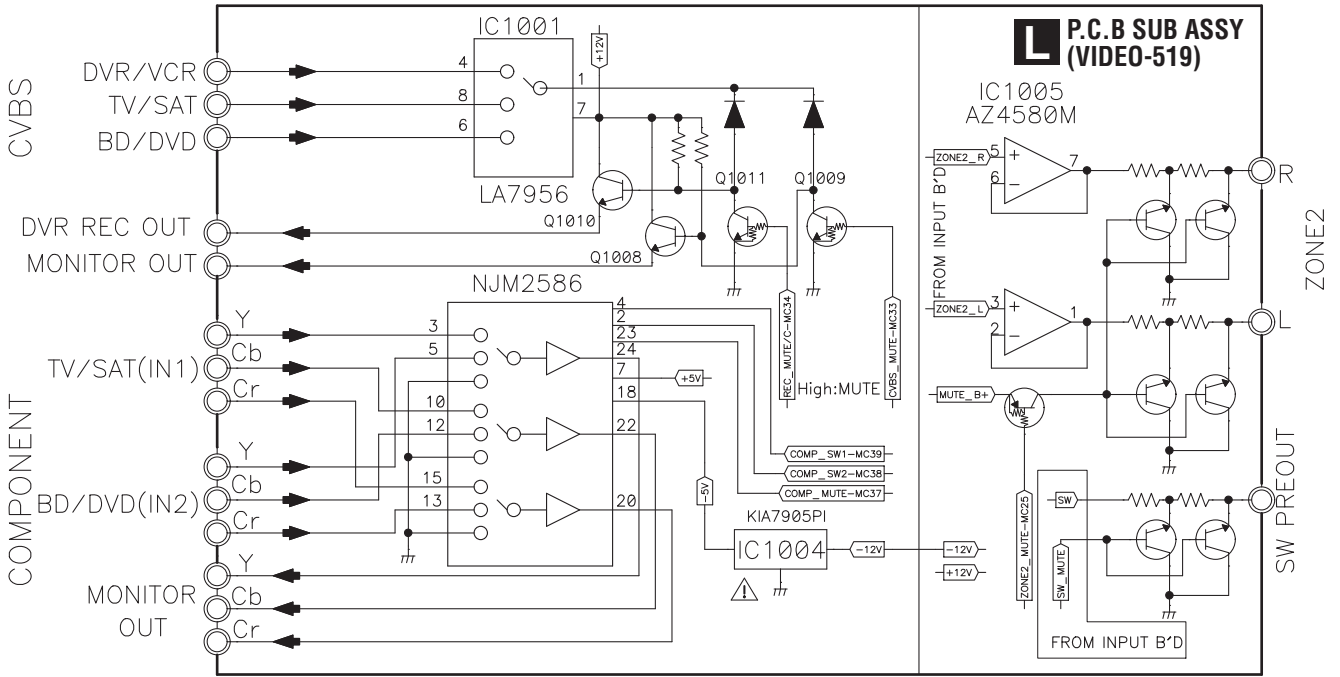 L P.C.B SUB ASSY
(VIDEO-519)
CVBS
DVR/VCR
TV/SAT
BD/DVD
DVR REC OUT
MONITOR OUT
IC1001
4
8
6
1
7
LA7956
+12V
Q1010
Q1008
Q1011
Q1009
REC_MUTE/C-MC34
High:MUTE
CVBS_MUTE-MC33
COMPONENT
TV/SAT(IN1)
Y
Cb
Cr
BD/DVD(IN2)
Y
Cb
Cr
MONITOR
OUT
Y
Cb
Cr
NJM2586
3
5
10
12
15
13
4
2
23
24
7
18
22
20
+5V
-5V
COMP_SW1-MC39
COMP_SW2-MC38
COMP_MUTE-MC37
KIA7905PI
IC1004
-12V
-12V
+12V
IC1005
AZ4580M
FROM INPUT B'D
ZONE2_R
5
+
6
-
7
ZONE2_L
3
+
2
-
1
MUTE_B+
ZONE2_MUTE-MC25
R
L
ZONE2
SW
SW_MUTE
FROM INPUT B'D
SW PREOUT